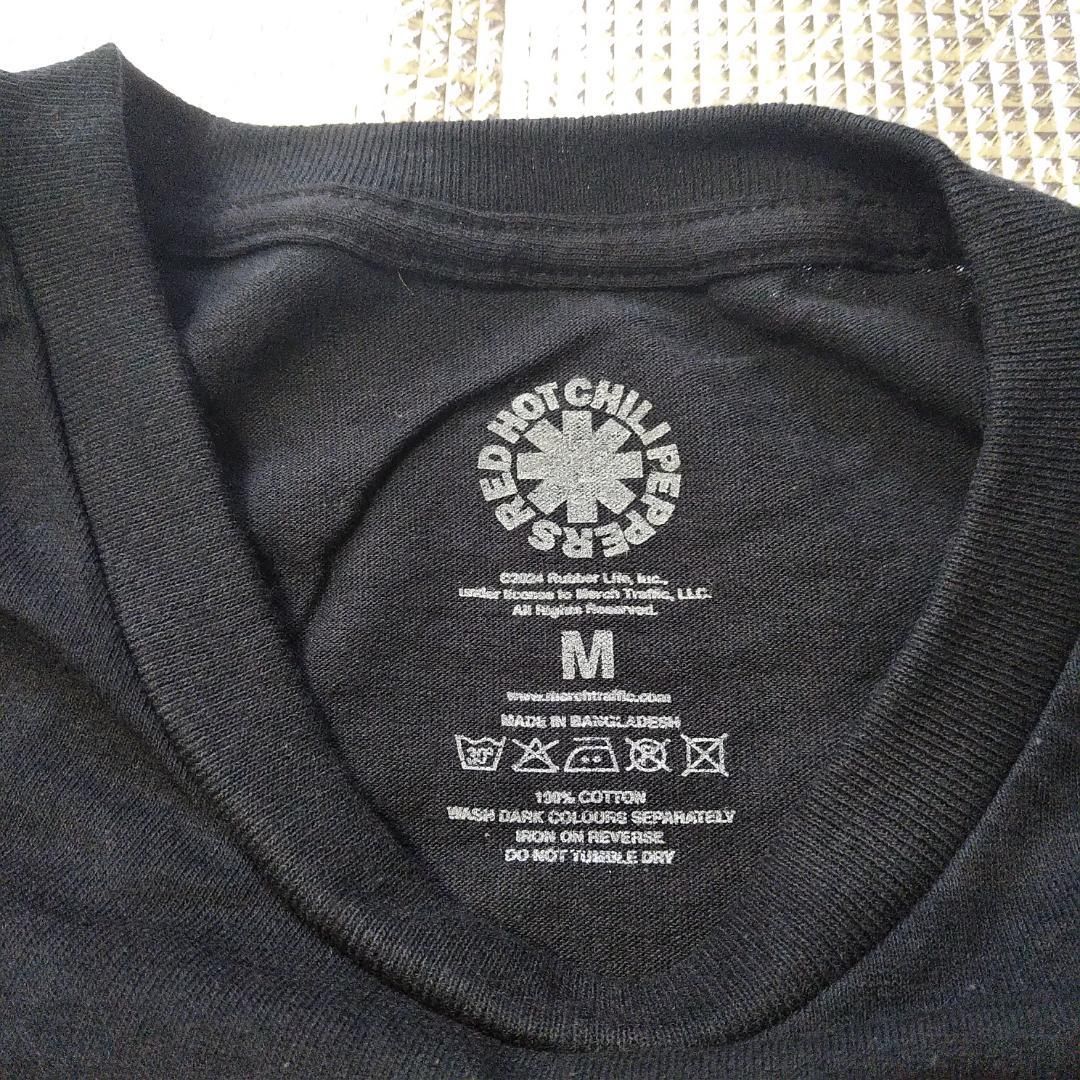 RED HOT CHILI PEPPERS
©2024 Rubber Life, Inc.,
under license to Merch Traffic, LLC.
All Rights Reserved.
M
www.merchtraffic.com
MADE IN BANGLADESH
30º
100% COTTON
WASH DARK COLOURS SEPARATELY
IRON ON REVERSE
DO NOT TUMBLE DRY